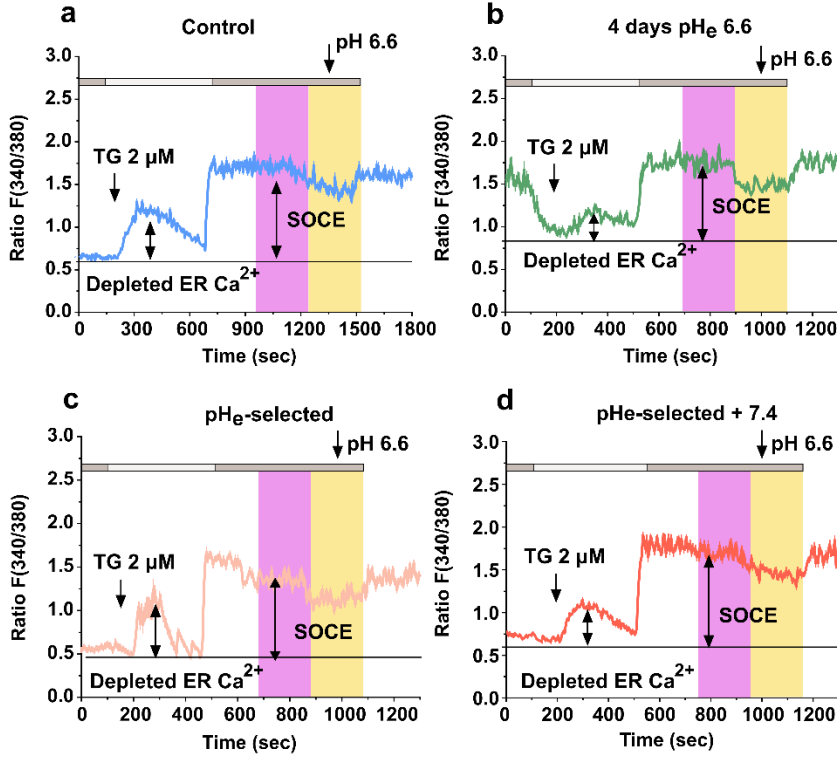 a
Control
pH 6.6
3.0
2.5
2.0
1.5
1.0
0.5
0.0
Ratio F(340/380)
TG 2 µM
SOCE
Depleted ER Ca²⁺
0 300 600 900 1200 1500 1800
Time (sec)
b
4 days pHₑ 6.6
pH 6.6
3.0
2.5
2.0
1.5
1.0
0.5
0.0
Ratio F(340/380)
TG 2 µM
SOCE
Depleted ER Ca²⁺
0 200 400 600 800 1000 1200
Time (sec)
c
pHₑ-selected
pH 6.6
3.0
2.5
2.0
1.5
1.0
0.5
0.0
Ratio F(340/380)
TG 2 µM
SOCE
Depleted ER Ca²⁺
0 200 400 600 800 1000 1200
Time (sec)
d
pHe-selected + 7.4
pH 6.6
3.0
2.5
2.0
1.5
1.0
0.5
0.0
Ratio F(340/380)
TG 2 µM
SOCE
Depleted ER Ca²⁺
0 200 400 600 800 1000 1200
Time (sec)